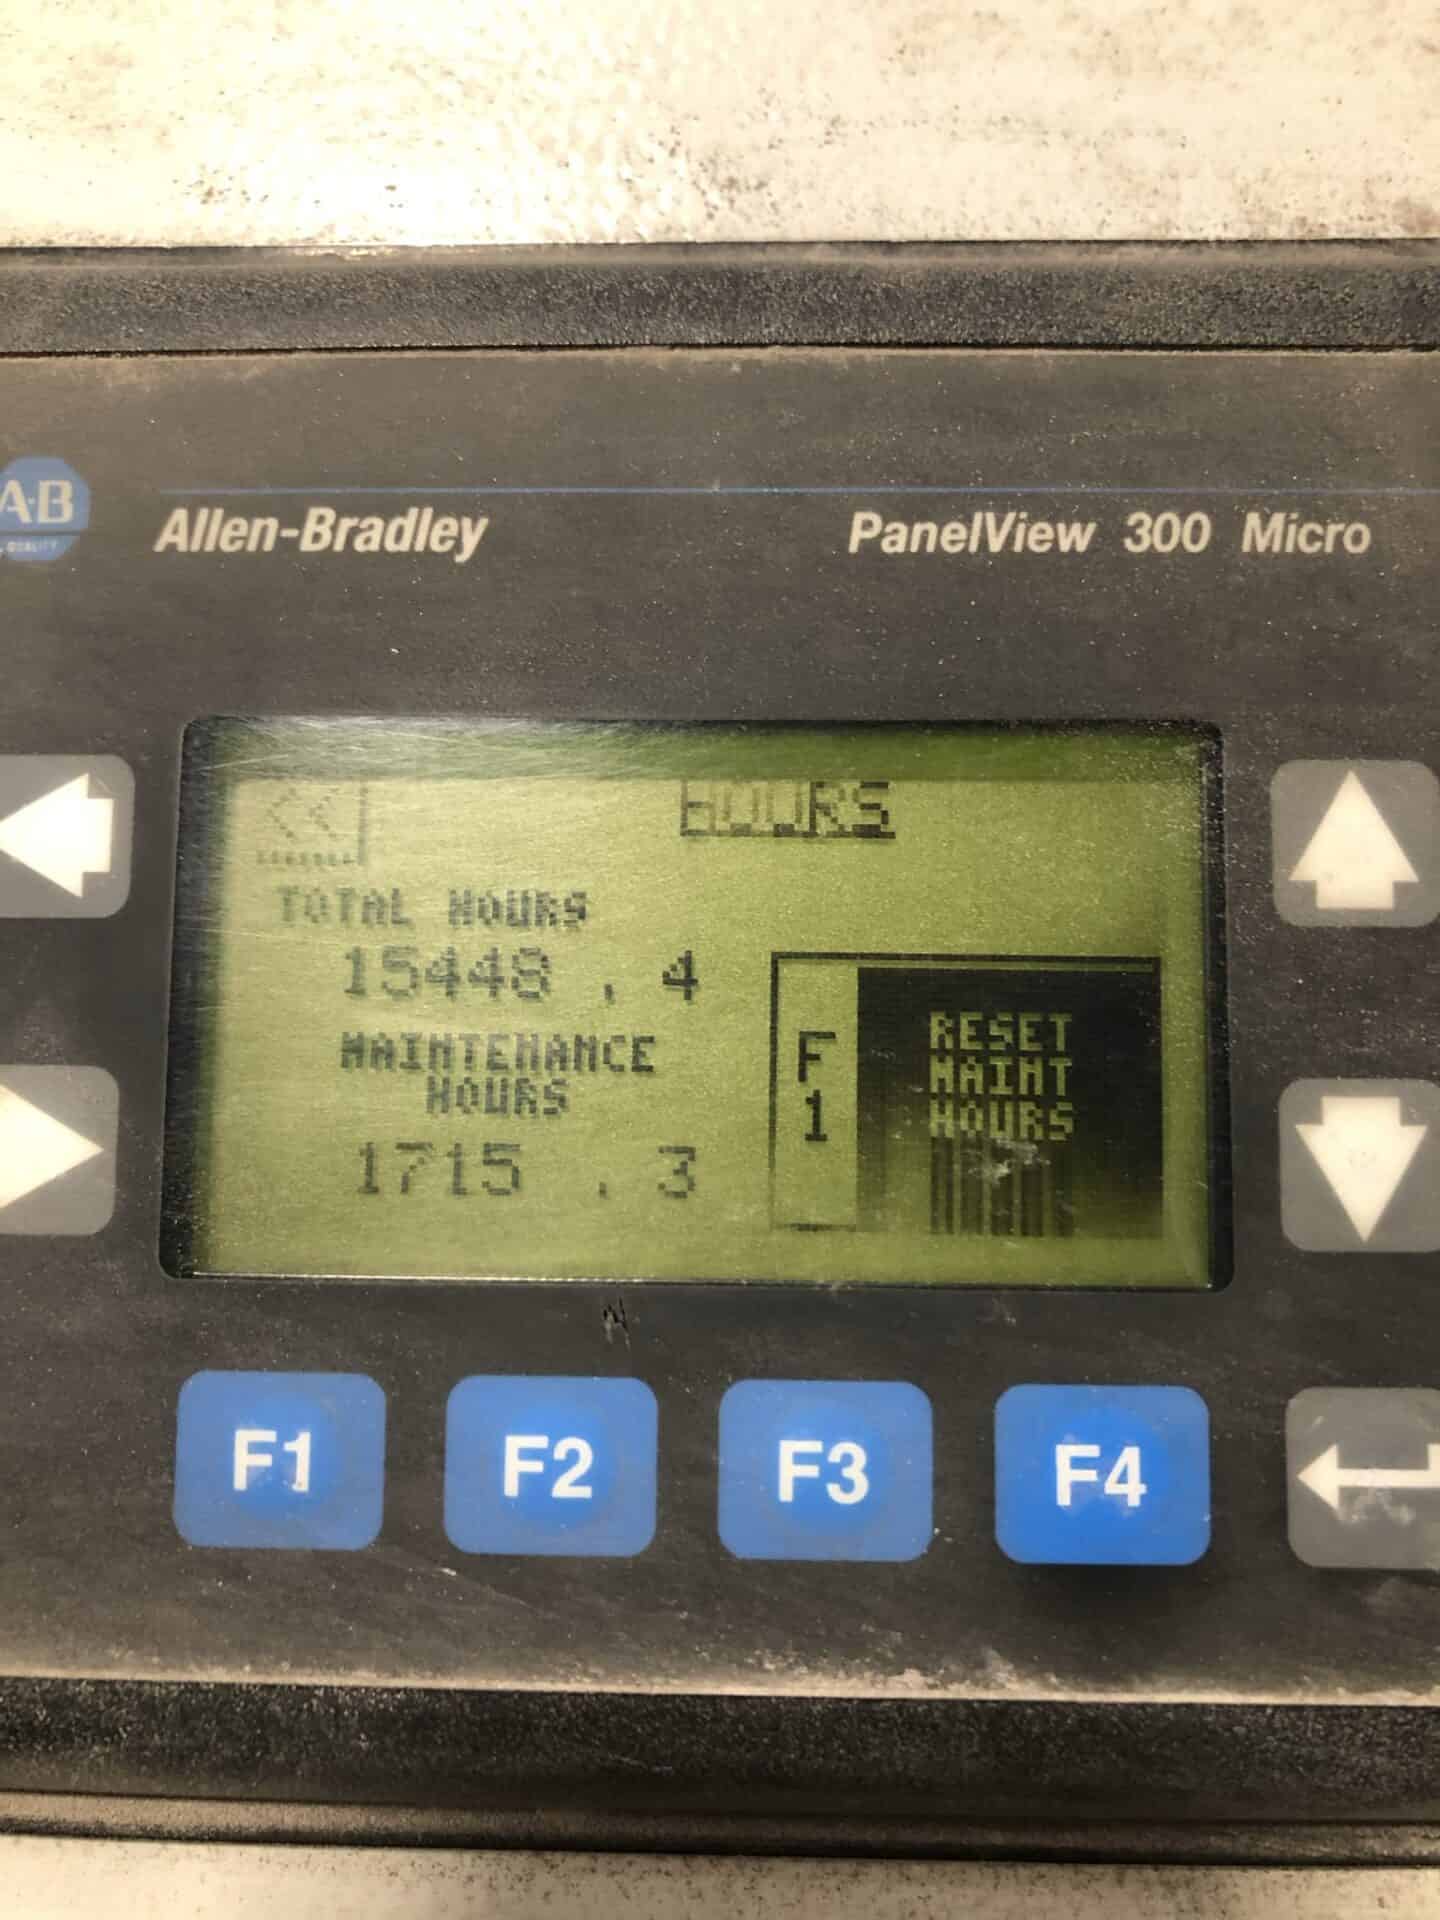 A·B
QUALITY
Allen-Bradley
PanelView 300 Micro
<<
HOURS
TOTAL HOURS
15448 . 4
MAINTENANCE
HOURS
1715 . 3
F
1
RESET
MAINT
HOURS
F1
F2
F3
F4